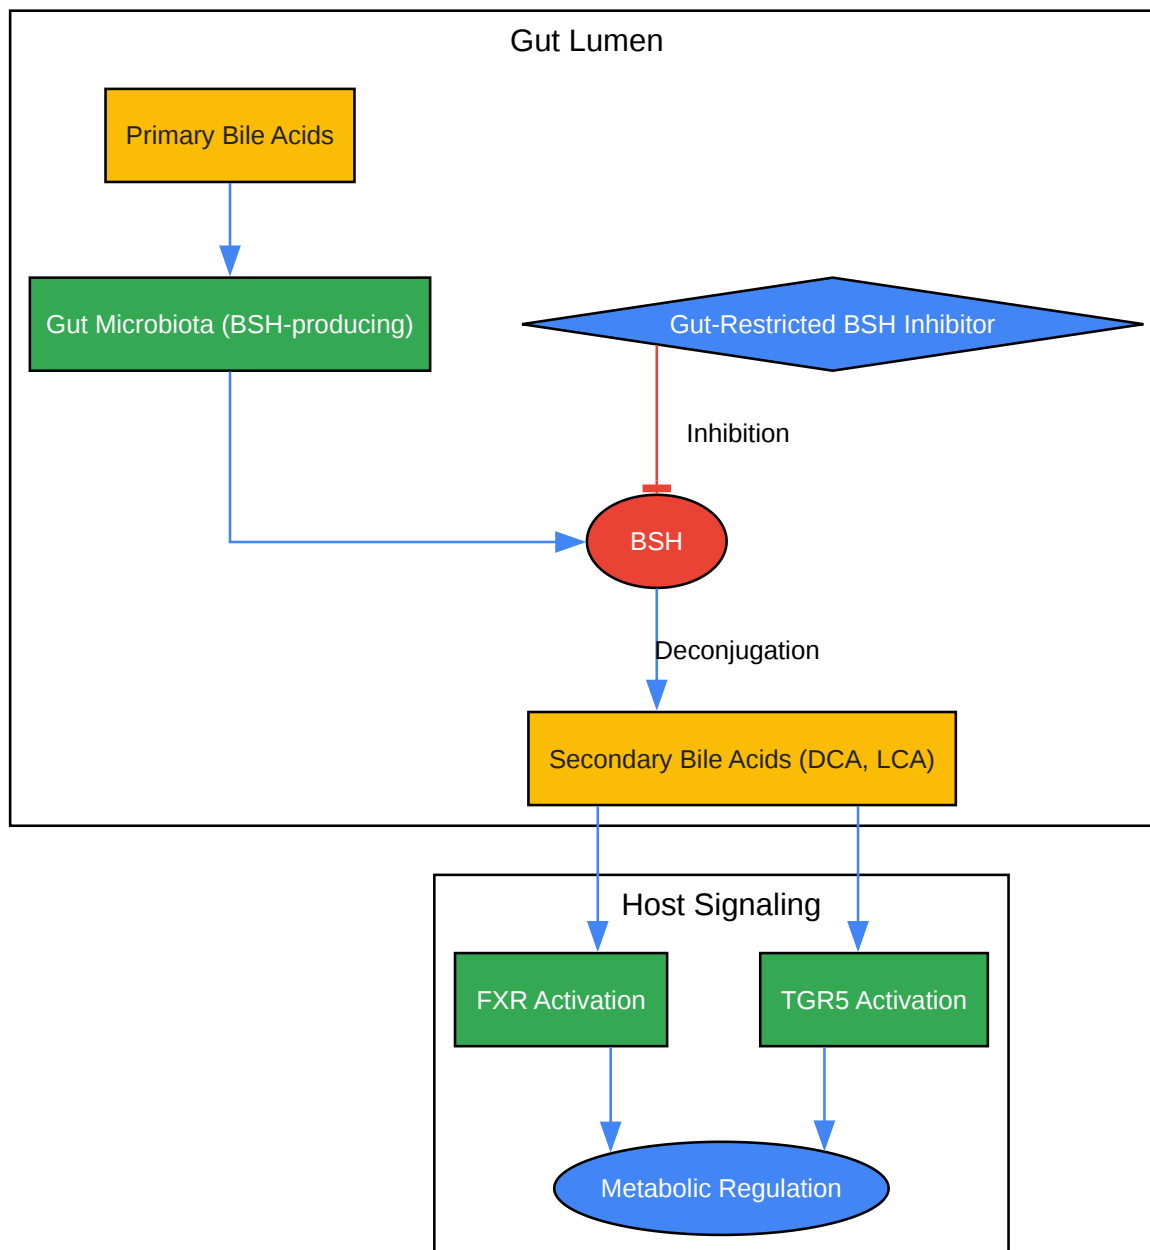 Gut Lumen
Primary Bile Acids
Gut Microbiota (BSH-producing)
Gut-Restricted BSH Inhibitor
Inhibition
BSH
Deconjugation
Secondary Bile Acids (DCA, LCA)
Host Signaling
FXR Activation
TGR5 Activation
Metabolic Regulation